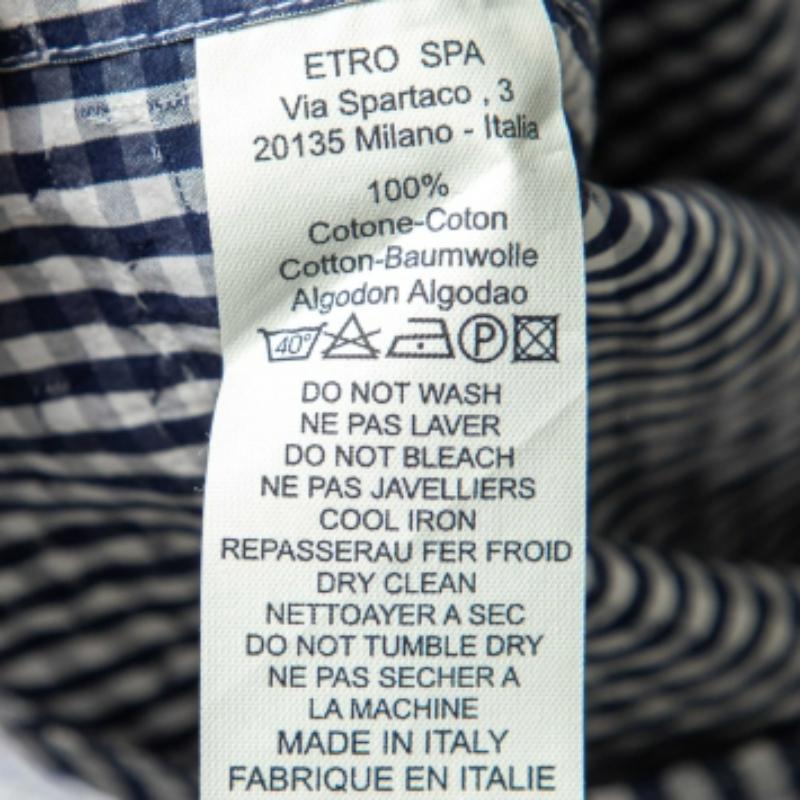 ETRO SPA
Via Spartaco , 3
20135 Milano - Italia
100%
Cotone-Coton
Cotton-Baumwolle
Algodon Algodao
40° P
DO NOT WASH
NE PAS LAVER
DO NOT BLEACH
NE PAS JAVELLIERS
COOL IRON
REPASSERAU FER FROID
DRY CLEAN
NETTOAYER A SEC
DO NOT TUMBLE DRY
NE PAS SECHER A
LA MACHINE
MADE IN ITALY
FABRIQUE EN ITALIE